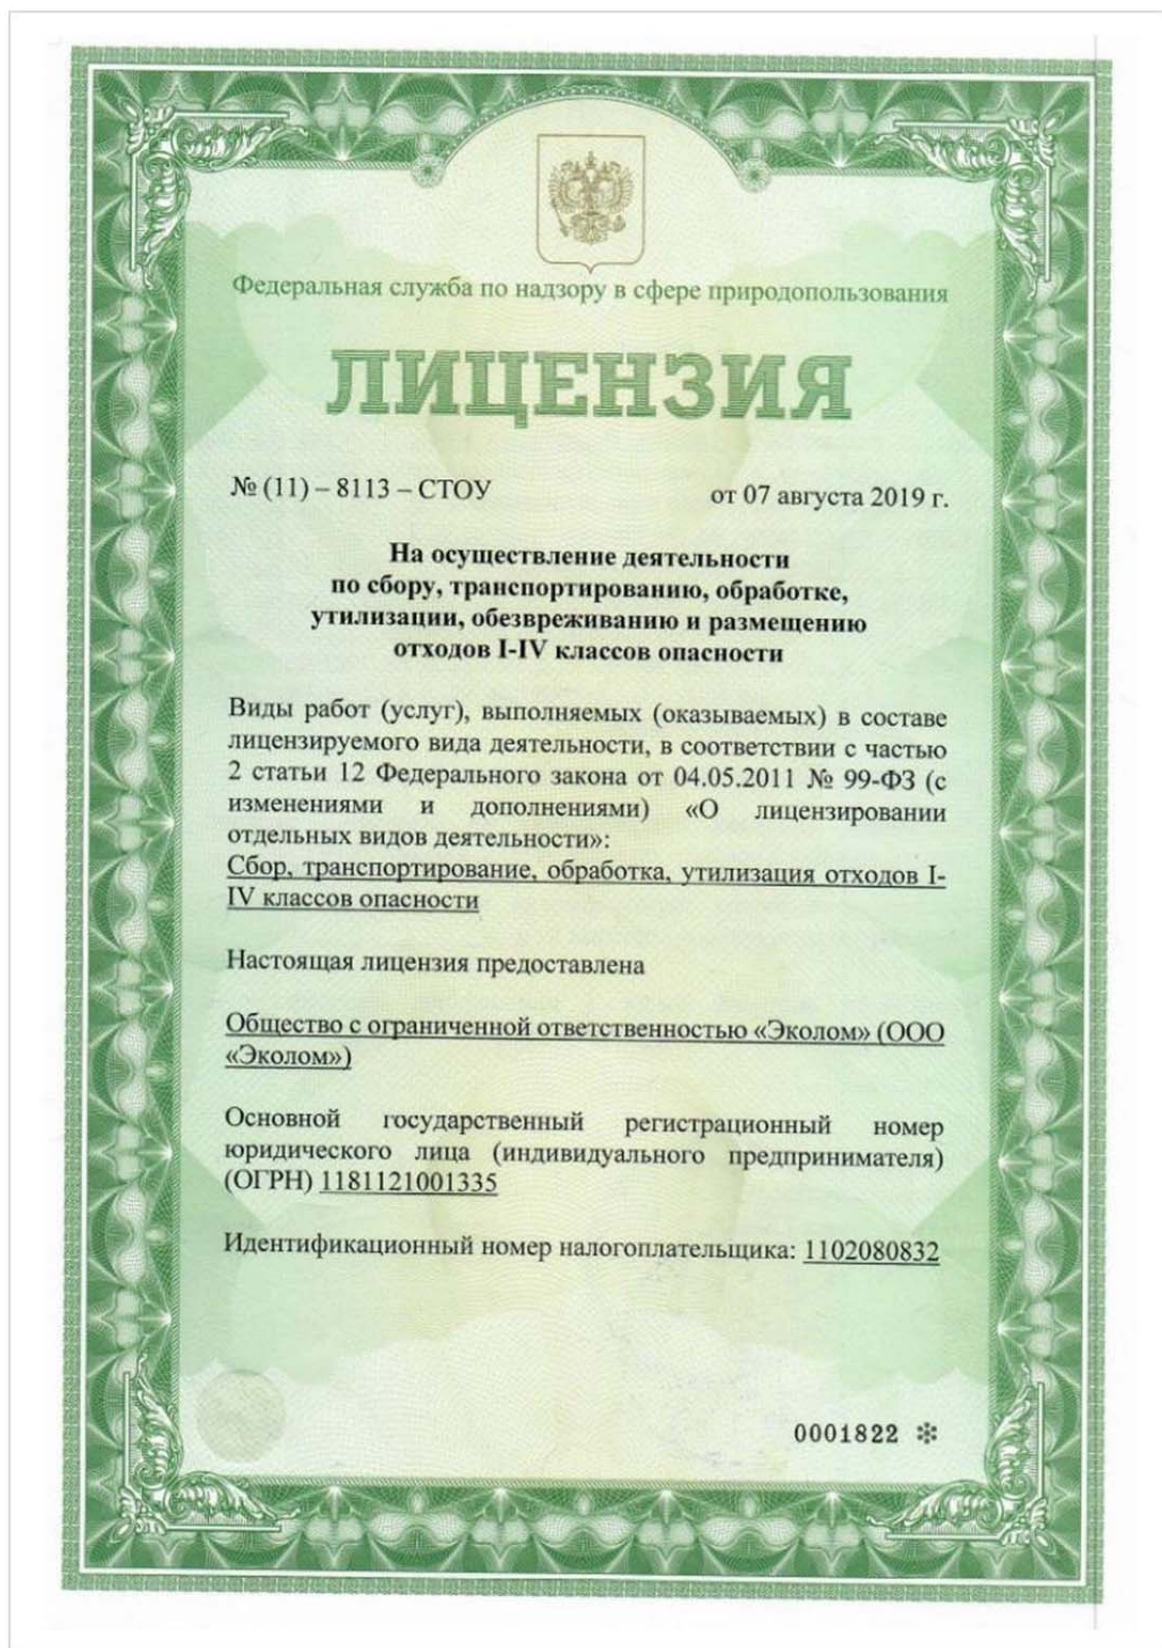 Федеральная служба по надзору в сфере природопользования
ЛИЦЕНЗИЯ
№ (11) – 8113 – СТОУ
от 07 августа 2019 г.
На осуществление деятельности
по сбору, транспортированию, обработке,
утилизации, обезвреживанию и размещению
отходов I-IV классов опасности
Виды работ (услуг), выполняемых (оказываемых) в составе
лицензируемого вида деятельности, в соответствии с частью
2 статьи 12 Федерального закона от 04.05.2011 № 99-ФЗ (с
изменениями и дополнениями) «О лицензировании
отдельных видов деятельности»:
Сбор, транспортирование, обработка, утилизация отходов I-
IV классов опасности
Настоящая лицензия предоставлена
Общество с ограниченной ответственностью «Эколом» (ООО
«Эколом»)
Основной государственный регистрационный номер
юридического лица (индивидуального предпринимателя)
(ОГРН) 1181121001335
Идентификационный номер налогоплательщика: 1102080832
0001822